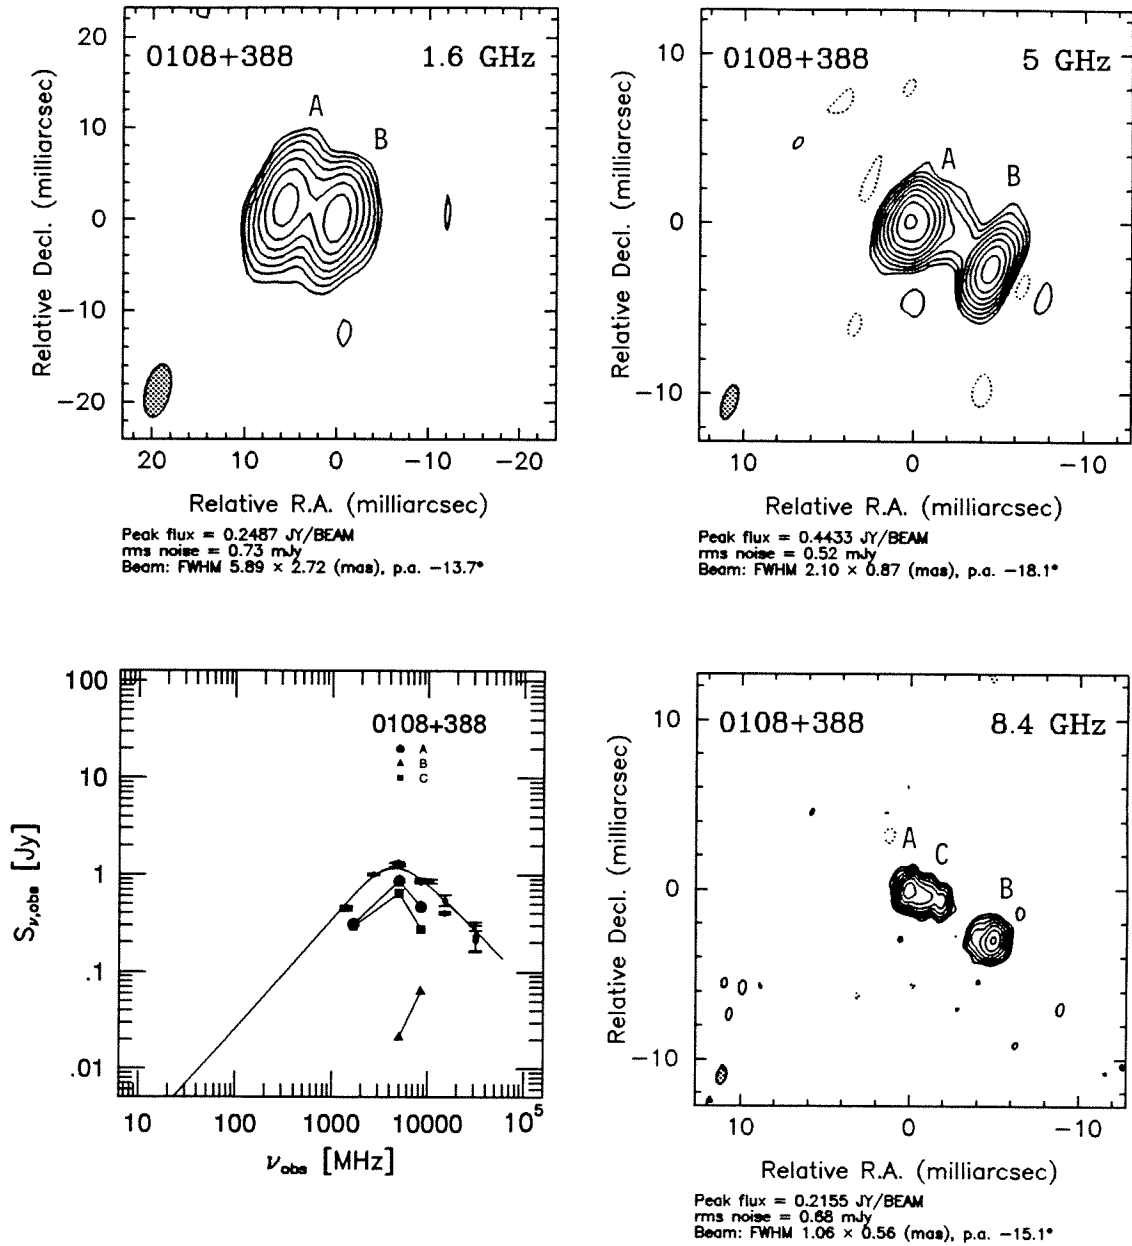 0108+388 1.6 GHz
A
B
20
10
0
−10
−20
Relative Decl. (milliarcsec)
20 10 0 −10 −20
Relative R.A. (milliarcsec)
Peak flux = 0.2487 JY/BEAM
rms noise = 0.73 mJy
Beam: FWHM 5.89 × 2.72 (mas), p.a. −13.7°
0108+388 5 GHz
A
B
10
0
−10
Relative Decl. (milliarcsec)
10 0 −10
Relative R.A. (milliarcsec)
Peak flux = 0.4433 JY/BEAM
rms noise = 0.52 mJy
Beam: FWHM 2.10 × 0.87 (mas), p.a. −18.1°
0108+388
A
B
C
100
10
1
.1
.01
Sν,obs [Jy]
10 100 1000 10000 10⁵
νobs [MHz]
0108+388 8.4 GHz
A
C
B
10
0
−10
Relative Decl. (milliarcsec)
10 0 −10
Relative R.A. (milliarcsec)
Peak flux = 0.2155 JY/BEAM
rms noise = 0.68 mJy
Beam: FWHM 1.06 × 0.56 (mas), p.a. −15.1°